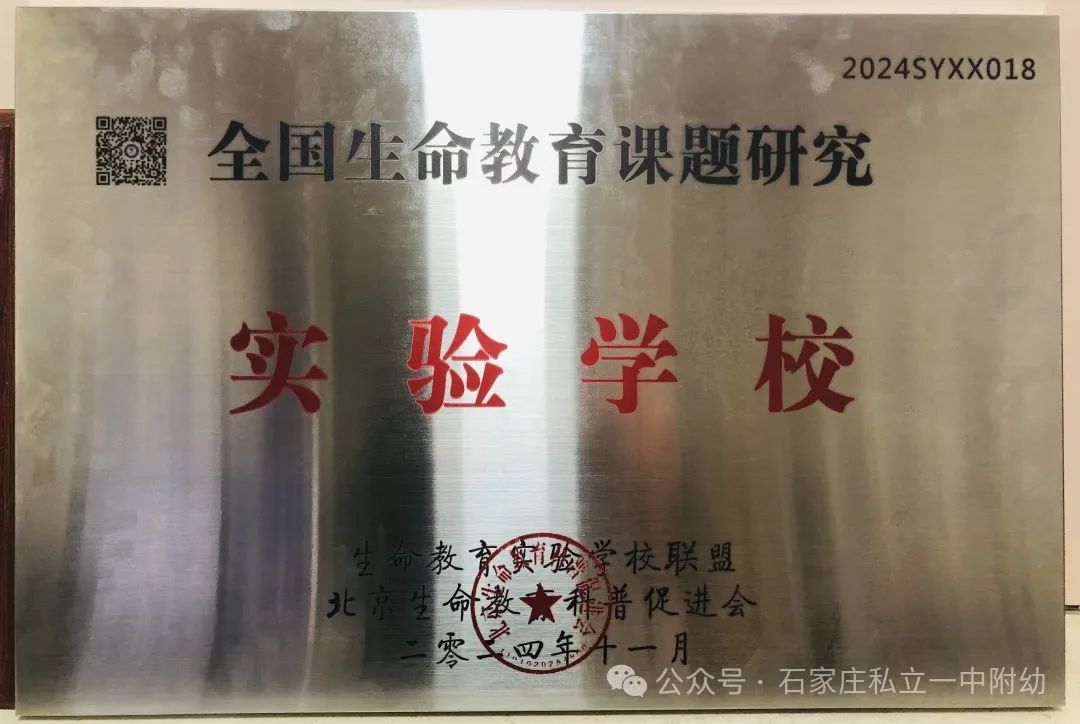 2024SYXX018
全国生命教育课题研究
实验学校
生命教育实验学校联盟
北京生命教育科普促进会
二零二四年十一月
公众号·石家庄私立一中附幼